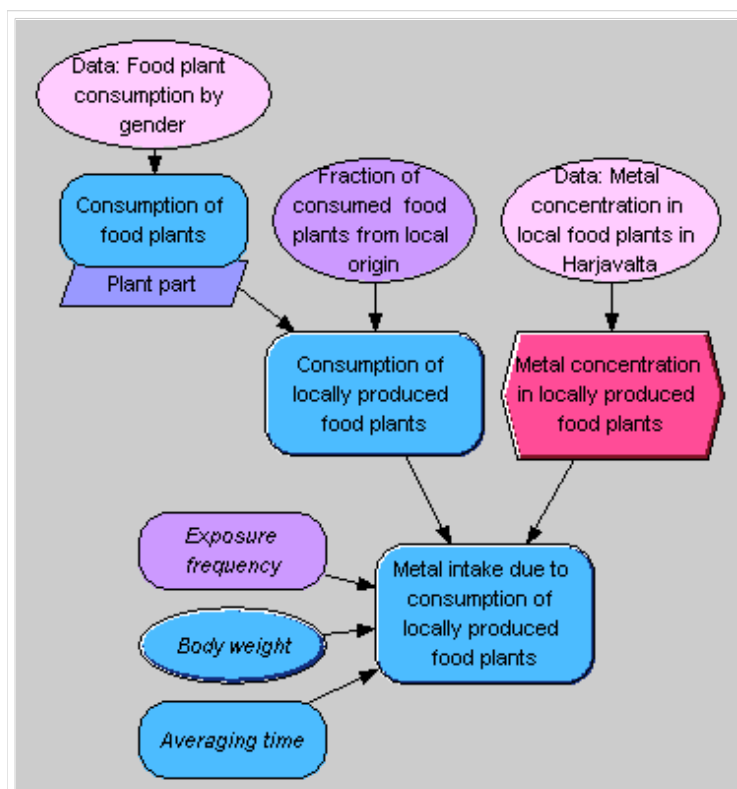 Data: Food plant
consumption by
gender
Consumption of
food plants
Plant part
Fraction of
consumed food
plants from local
origin
Data: Metal
concentration in
local food plants in
Harjavalta
Consumption of
locally produced
food plants
Metal concentration
in locally produced
food plants
Exposure
frequency
Body weight
Averaging time
Metal intake due to
consumption of
locally produced
food plants